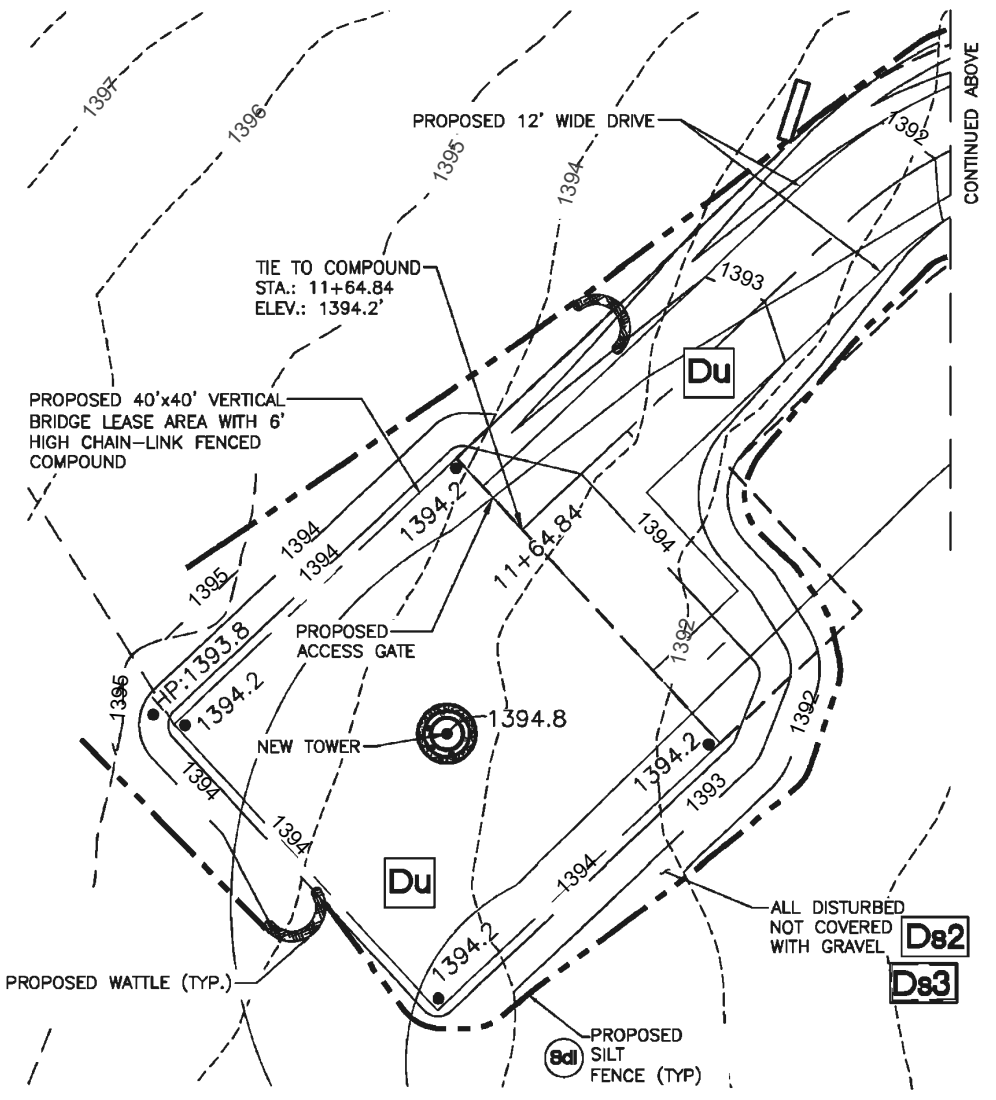 1397
1396
1395
1394
PROPOSED 12' WIDE DRIVE
1392
CONTINUED ABOVE
TIE TO COMPOUND
STA.: 11+64.84
ELEV.: 1394.2'
1393
Du
PROPOSED 40'x40' VERTICAL
BRIDGE LEASE AREA WITH 6'
HIGH CHAIN-LINK FENCED
COMPOUND
1394.2
11+64.84
1394
1394
1394
1395
PROPOSED
ACCESS GATE
1392
HP:1393.8
1395
1394.2
1394.8
NEW TOWER
1392
1394.2
1394
1393
1394
1394
Du
1394.2
ALL DISTURBED
NOT COVERED
WITH GRAVEL
Ds2
Ds3
PROPOSED WATTLE (TYP.)
Sd1
PROPOSED
SILT
FENCE (TYP)